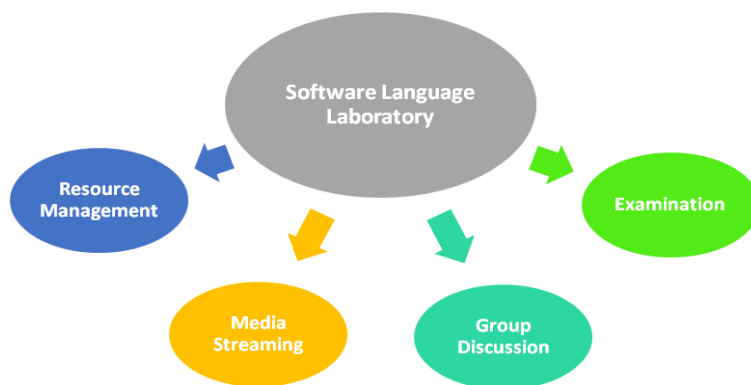 Software Language
Laboratory
Resource
Management
Examination
Media
Streaming
Group
Discussion